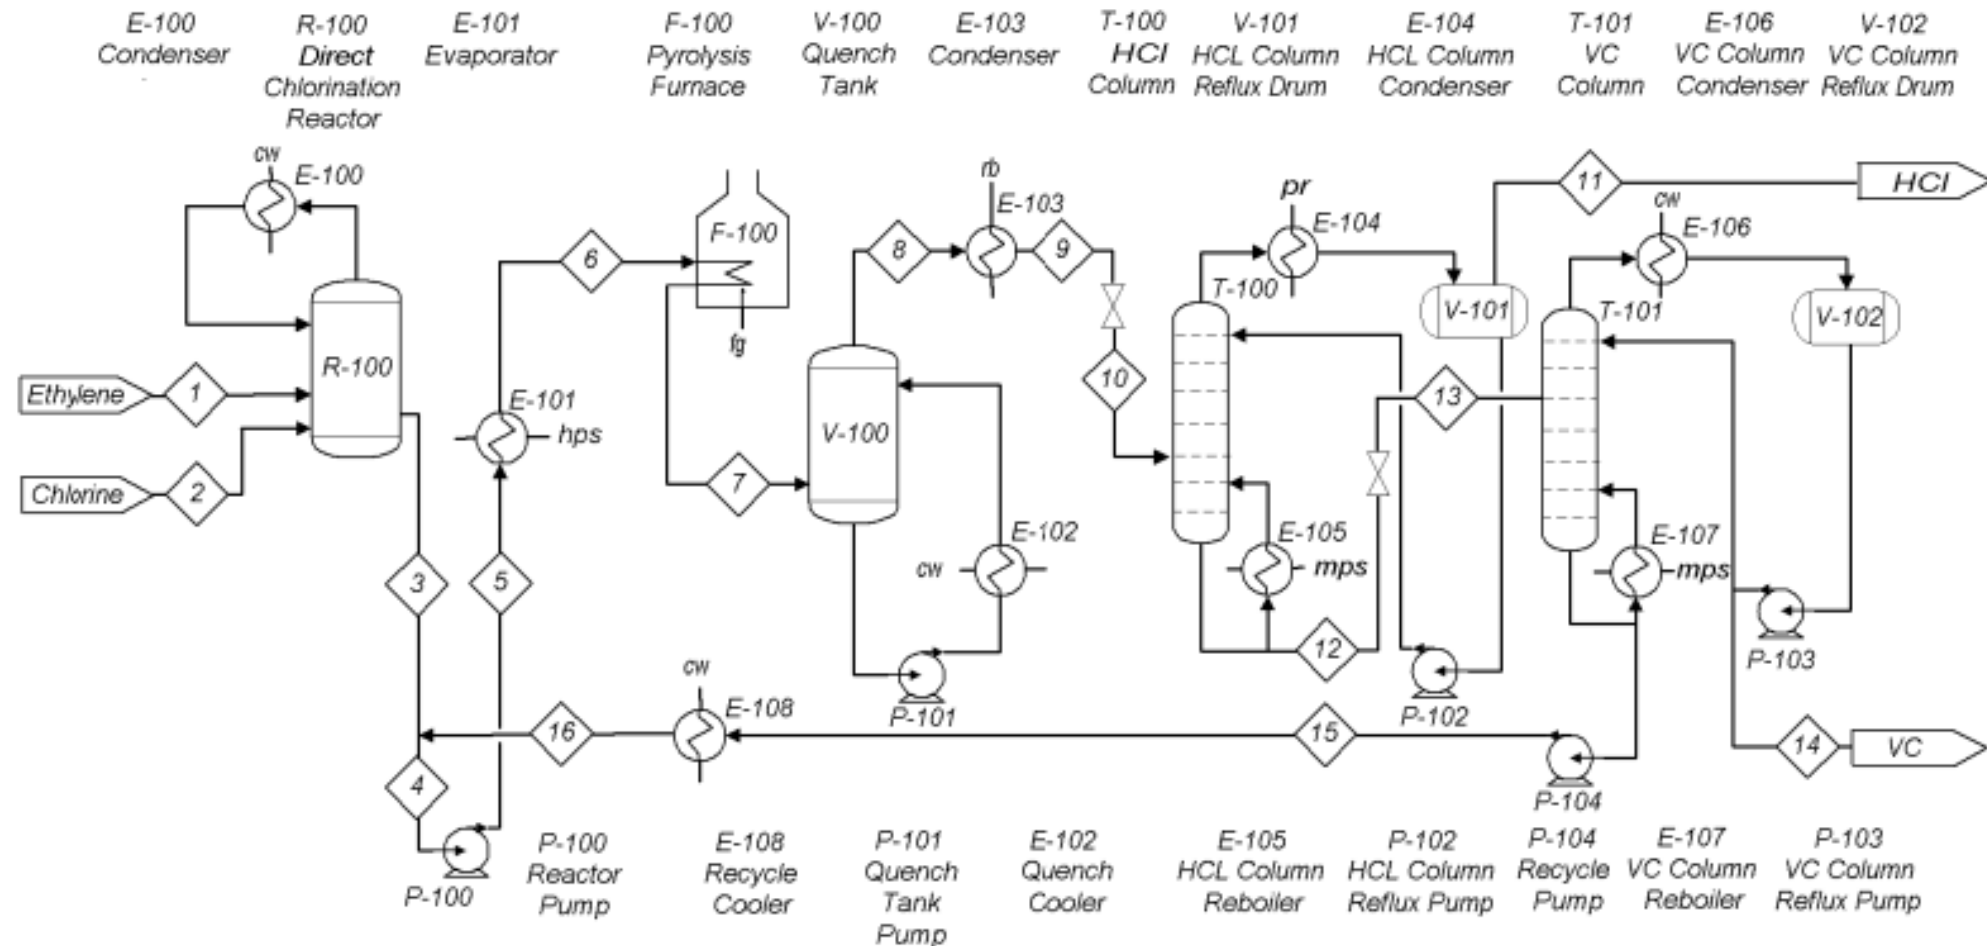 E-100
Condenser
R-100
Direct
Chlorination
Reactor
E-101
Evaporator
F-100
Pyrolysis
Furnace
V-100
Quench
Tank
E-103
Condenser
T-100
HCl
Column
V-101
HCL Column
Reflux Drum
E-104
HCL Column
Condenser
T-101
VC
Column
E-106
VC Column
Condenser
V-102
VC Column
Reflux Drum
cw
E-100
R-100
Ethylene
1
Chlorine
2
3
4
5
P-100
E-101
hps
6
F-100
fg
7
V-100
8
rb
E-103
9
10
E-102
cw
P-101
pr
E-104
T-100
V-101
11
HCl
E-105
mps
12
13
P-102
cw
E-106
T-101
V-102
E-107
mps
P-103
14
VC
P-104
15
cw
E-108
16
P-100
Reactor
Pump
E-108
Recycle
Cooler
P-101
Quench
Tank
Pump
E-102
Quench
Cooler
E-105
HCL Column
Reboiler
P-102
HCL Column
Reflux Pump
P-104
Recycle
Pump
E-107
VC Column
Reboiler
P-103
VC Column
Reflux Pump